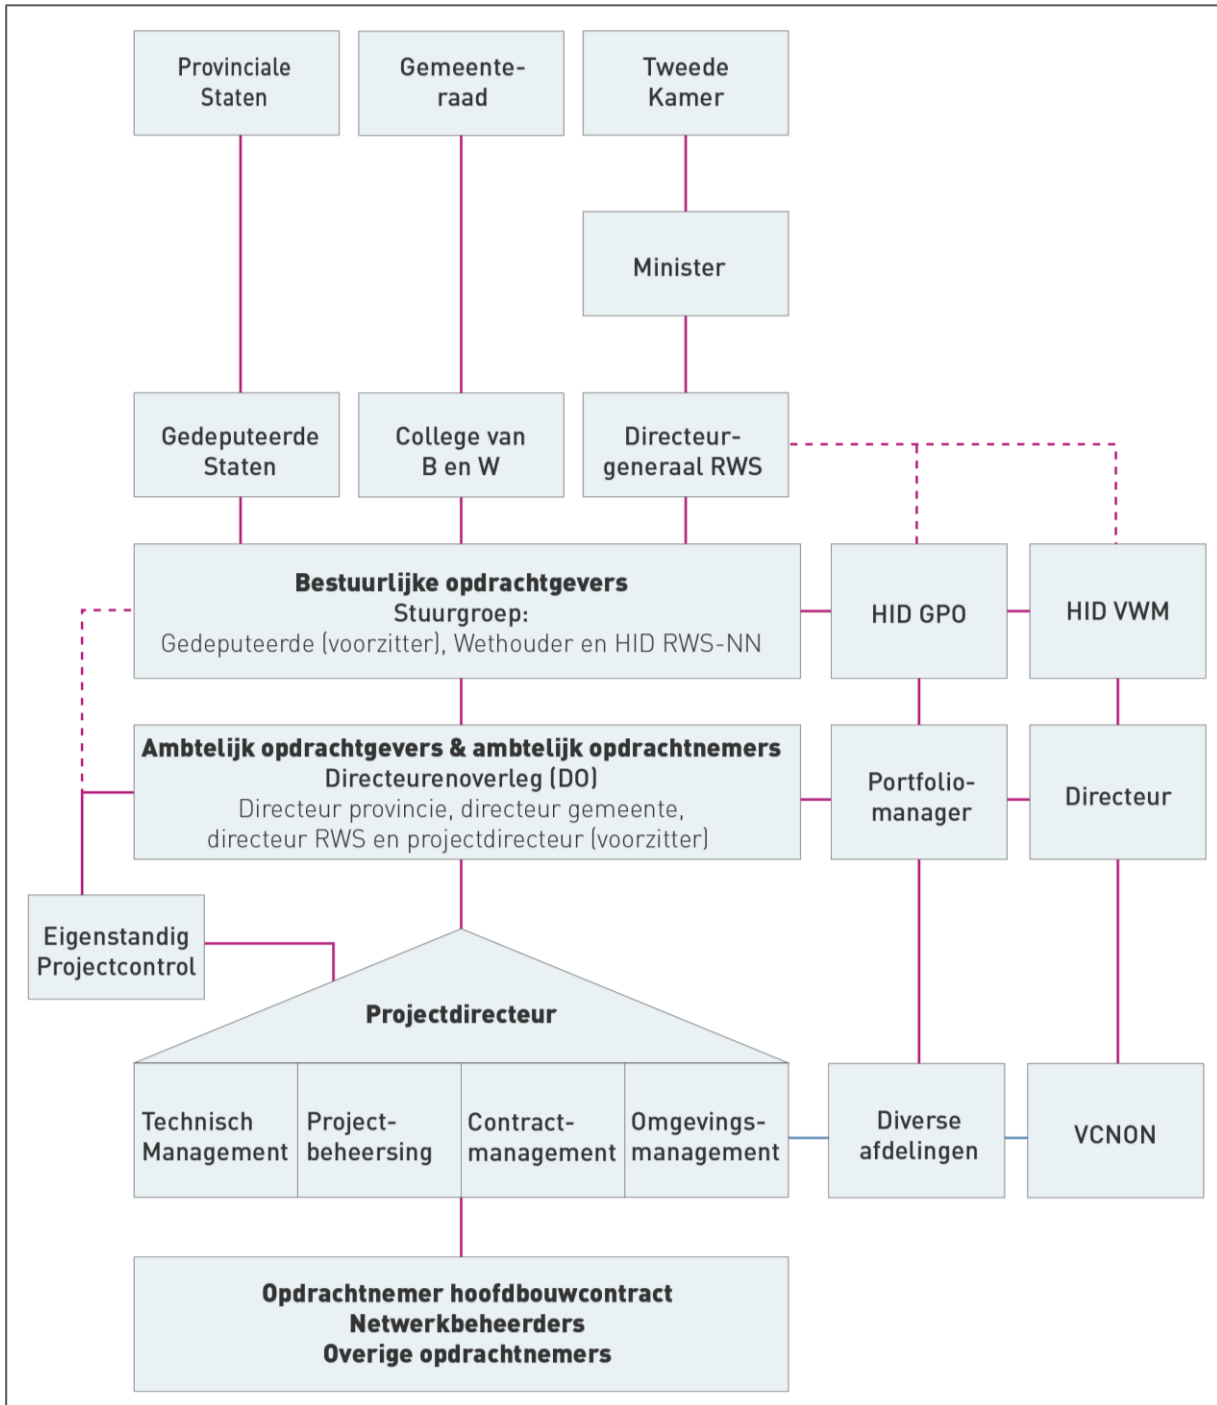 Provinciale
Staten
Gemeente-
raad
Tweede
Kamer
Minister
Gedeputeerde
Staten
College van
B en W
Directeur-
generaal RWS
Bestuurlijke opdrachtgevers
Stuurgroep:
Gedeputeerde (voorzitter), Wethouder en HID RWS-NN
HID GPO
HID VWM
Ambtelijk opdrachtgevers & ambtelijk opdrachtnemers
Directeurenoverleg (DO)
Directeur provincie, directeur gemeente,
directeur RWS en projectdirecteur (voorzitter)
Portfolio-
manager
Directeur
Eigenstandig
Projectcontrol
Projectdirecteur
Technisch
Management
Project-
beheersing
Contract-
management
Omgevings-
management
Diverse
afdelingen
VCNON
Opdrachtnemer hoofdbouwcontract
Netwerkbeheerders
Overige opdrachtnemers